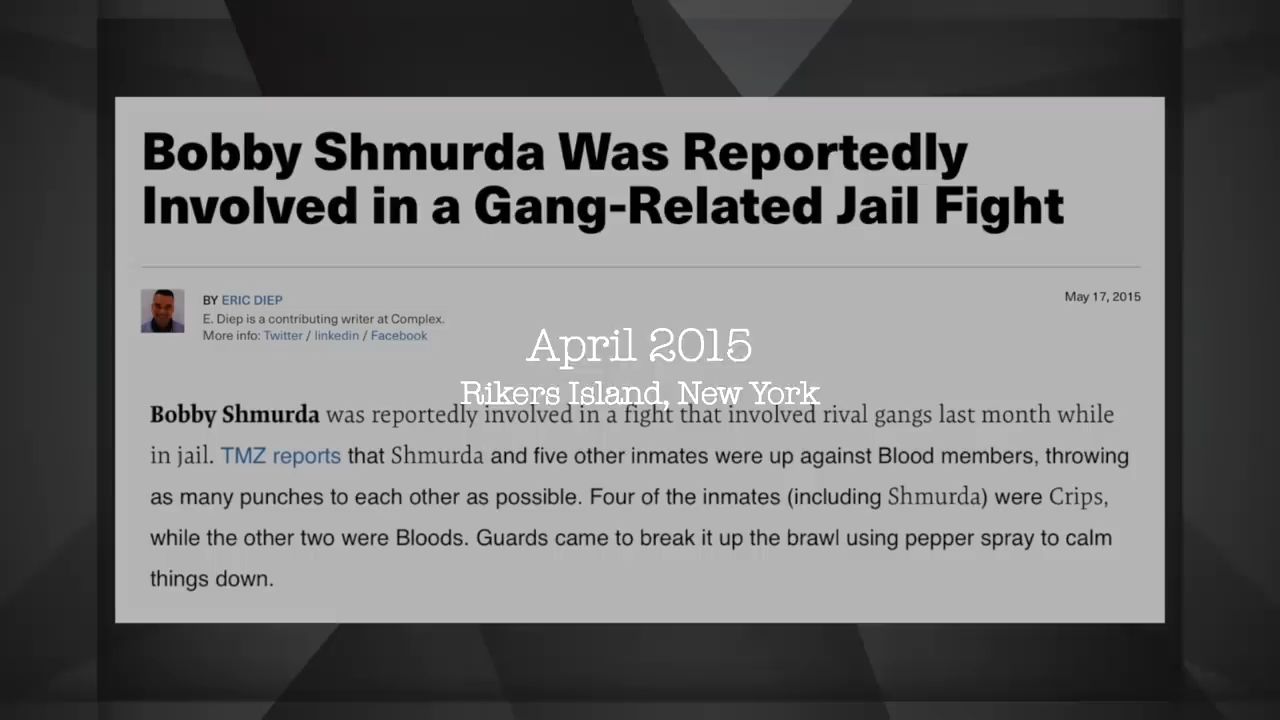 Bobby Shmurda Was Reportedly
Involved in a Gang-Related Jail Fight
BY ERIC DIEP
May 17, 2015
E. Diep is a contributing writer at Complex.
More info: Twitter / linkedin / Facebook
April 2015
Rikers Island, New York
Bobby Shmurda was reportedly involved in a fight that involved rival gangs last month while
in jail. TMZ reports that Shmurda and five other inmates were up against Blood members, throwing
as many punches to each other as possible. Four of the inmates (including Shmurda) were Crips,
while the other two were Bloods. Guards came to break it up the brawl using pepper spray to calm
things down.